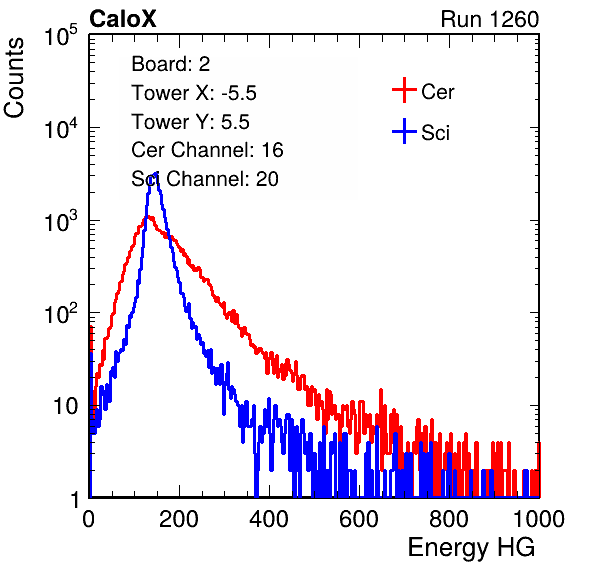 CaloX Run 1260
Counts
10^5
10^4
10^3
10^2
10
1
Board: 2
Tower X: -5.5
Tower Y: 5.5
Cer Channel: 16
Sci Channel: 20
Cer
Sci
0 200 400 600 800 1000
Energy HG